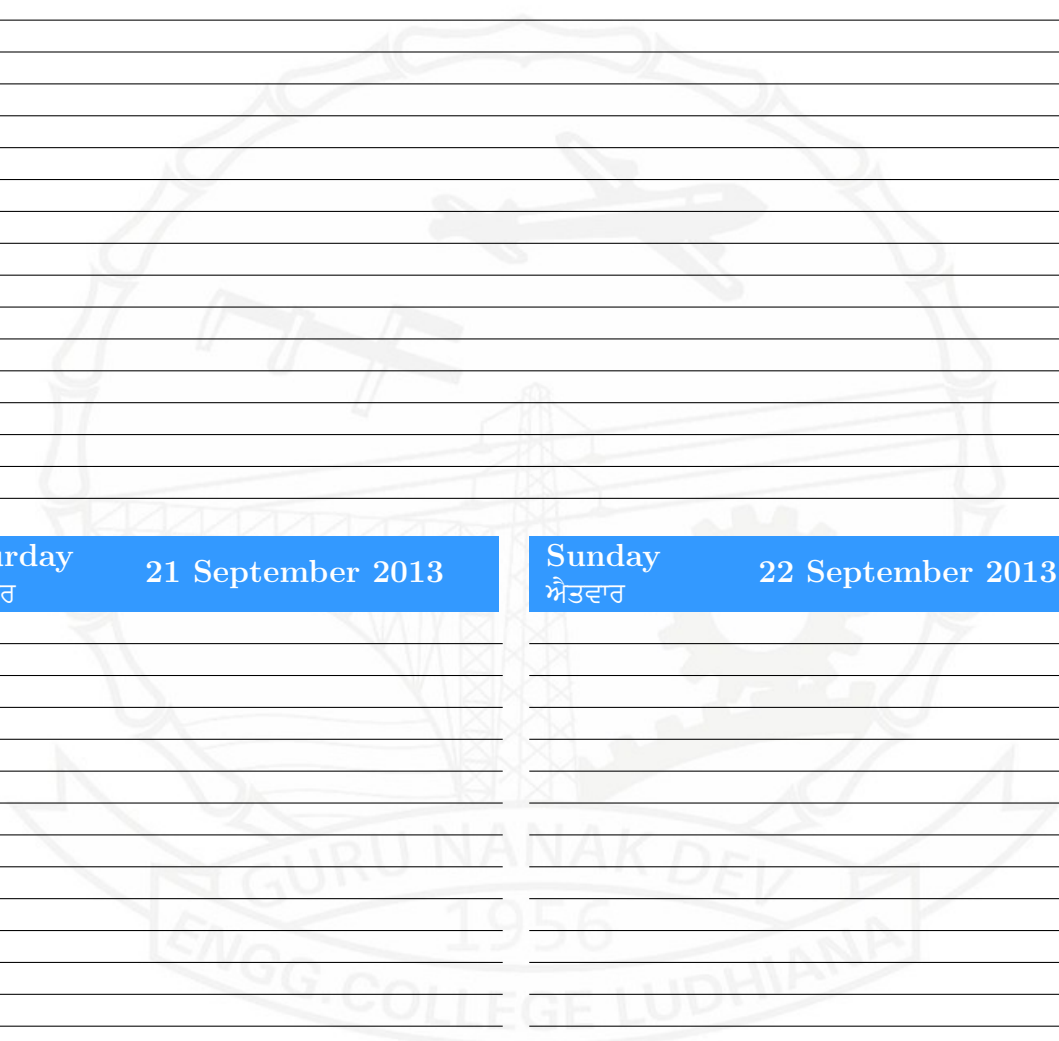 urday
ਰ
21 September 2013
Sunday
ਐਤਵਾਰ
22 September 2013
GURU NANAK DEV
1956
ENGG.COLLEGE LUDHIANA